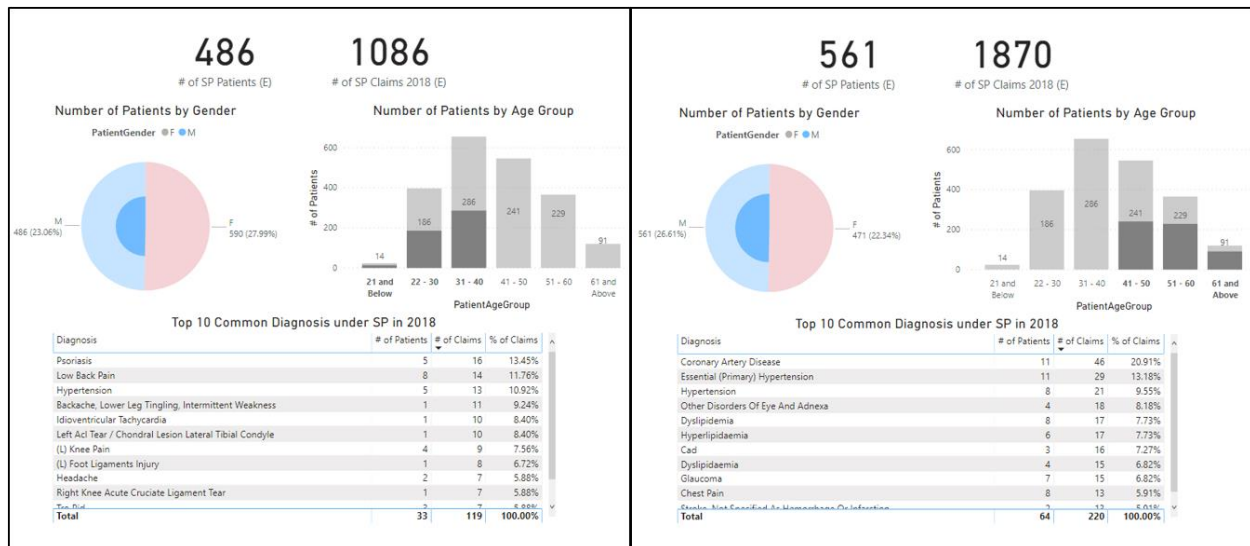 486 1086
# of SP Patients (E) # of SP Claims 2018 (E)
Number of Patients by Gender
PatientGender F M
M
486 (23.06%)
F
590 (27.99%)
Number of Patients by Age Group
# of Patients
600
400
200
0
14
186
286
241
229
91
21 and Below
22 - 30
31 - 40
41 - 50
51 - 60
61 and Above
PatientAgeGroup
Top 10 Common Diagnosis under SP in 2018
Diagnosis # of Patients # of Claims % of Claims
Psoriasis 5 16 13.45%
Low Back Pain 8 14 11.76%
Hypertension 5 13 10.92%
Backache, Lower Leg Tingling, Intermittent Weakness 1 11 9.24%
Idioventricular Tachycardia 1 10 8.40%
Left Acl Tear / Chondral Lesion Lateral Tibial Condyle 1 10 8.40%
(L) Knee Pain 4 9 7.56%
(L) Foot Ligaments Injury 1 8 6.72%
Headache 2 7 5.88%
Right Knee Acute Cruciate Ligament Tear 1 7 5.88%
7 5.88%
Total 33 119 100.00%
561 1870
# of SP Patients (E) # of SP Claims 2018 (E)
Number of Patients by Gender
PatientGender F M
M
561 (26.61%)
F
471 (22.34%)
Number of Patients by Age Group
# of Patients
600
400
200
0
14
186
286
241
229
91
21 and Below
22 - 30
31 - 40
41 - 50
51 - 60
61 and Above
PatientAgeGroup
Top 10 Common Diagnosis under SP in 2018
Diagnosis # of Patients # of Claims % of Claims
Coronary Artery Disease 11 46 20.91%
Essential (Primary) Hypertension 11 29 13.18%
Hypertension 8 21 9.55%
Other Disorders Of Eye And Adnexa 4 18 8.18%
Dyslipidemia 8 17 7.73%
Hyperlipidaemia 6 17 7.73%
Cad 3 16 7.27%
Dyslipidaemia 4 15 6.82%
Glaucoma 7 15 6.82%
Chest Pain 8 13 5.91%
Stroke, Not Specified As Hemorrhage Or Infarction 13 5.91%
Total 64 220 100.00%